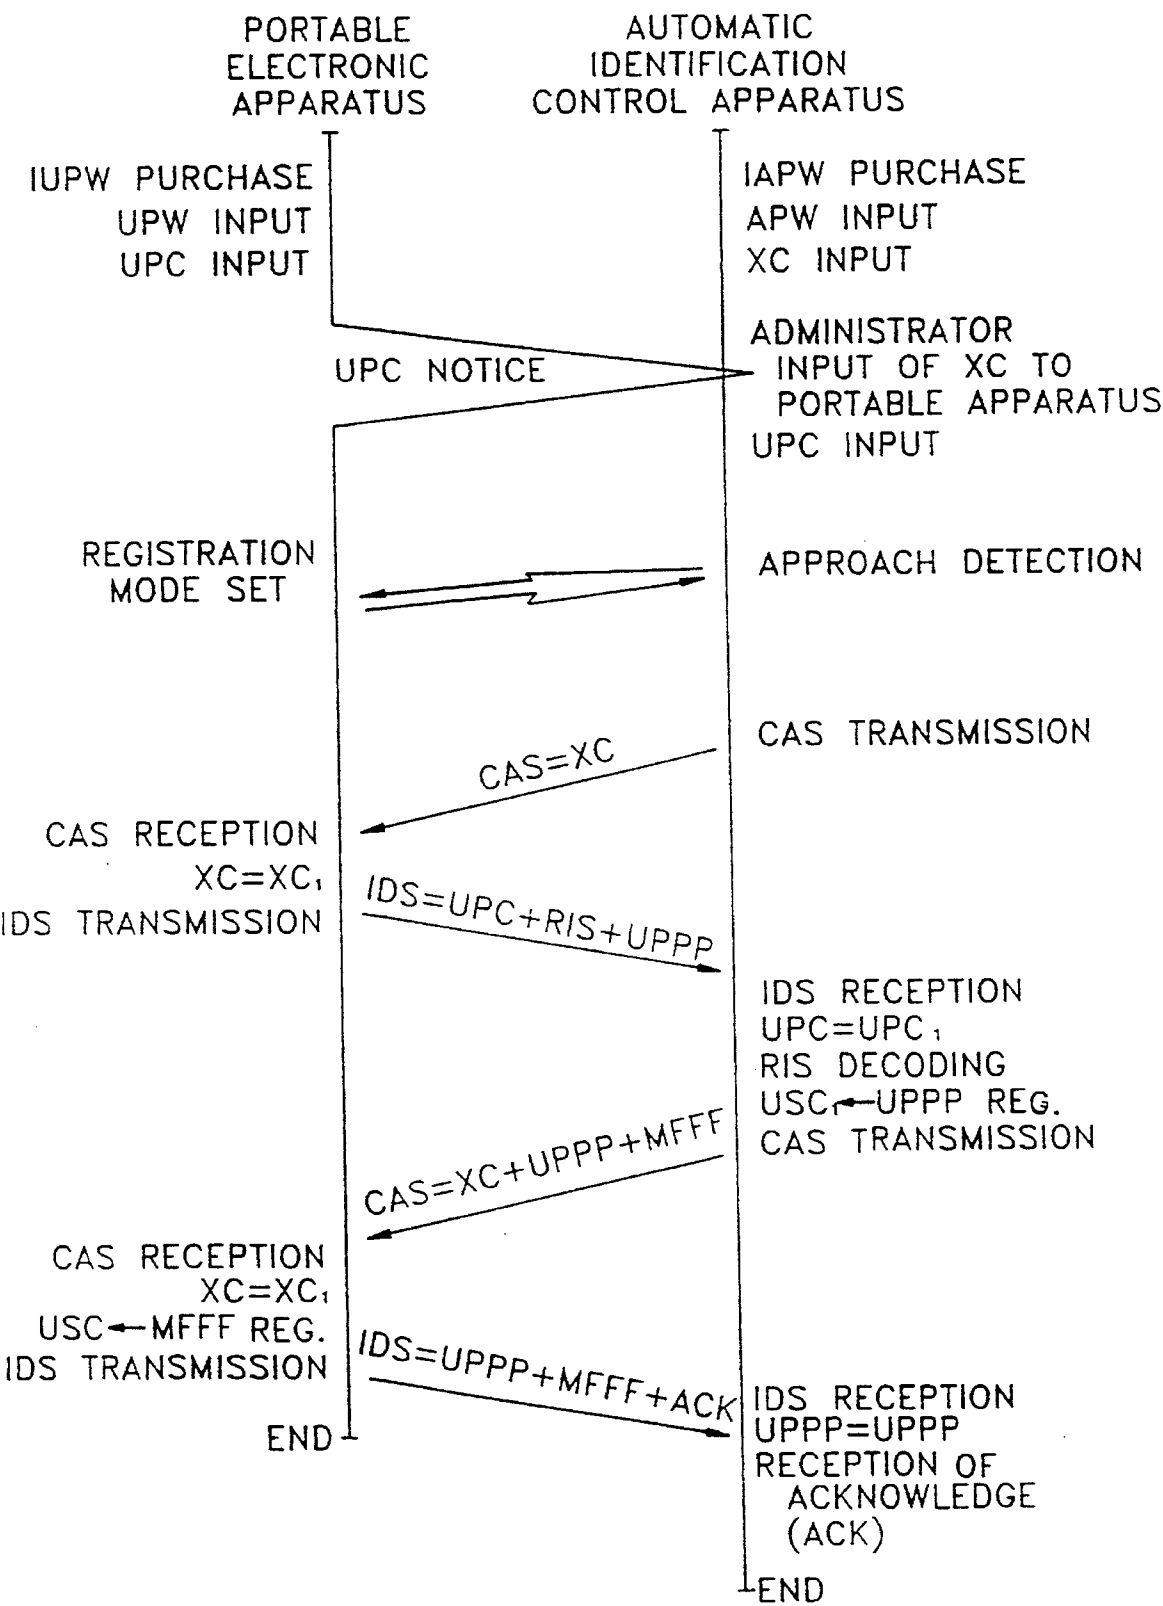 PORTABLE
ELECTRONIC
APPARATUS
AUTOMATIC
IDENTIFICATION
CONTROL APPARATUS
IUPW PURCHASE
UPW INPUT
UPC INPUT
IAPW PURCHASE
APW INPUT
XC INPUT
UPC NOTICE
ADMINISTRATOR
INPUT OF XC TO
PORTABLE APPARATUS
UPC INPUT
REGISTRATION
MODE SET
APPROACH DETECTION
CAS TRANSMISSION
CAS=XC
CAS RECEPTION
XC=XC₁
IDS TRANSMISSION
IDS=UPC+RIS+UPPP
IDS RECEPTION
UPC=UPC₁
RIS DECODING
USC₁←UPPP REG.
CAS TRANSMISSION
CAS=XC+UPPP+MFFF
CAS RECEPTION
XC=XC₁
USC←MFFF REG.
IDS TRANSMISSION
IDS=UPPP+MFFF+ACK
END
IDS RECEPTION
UPPP=UPPP
RECEPTION OF
ACKNOWLEDGE
(ACK)
END